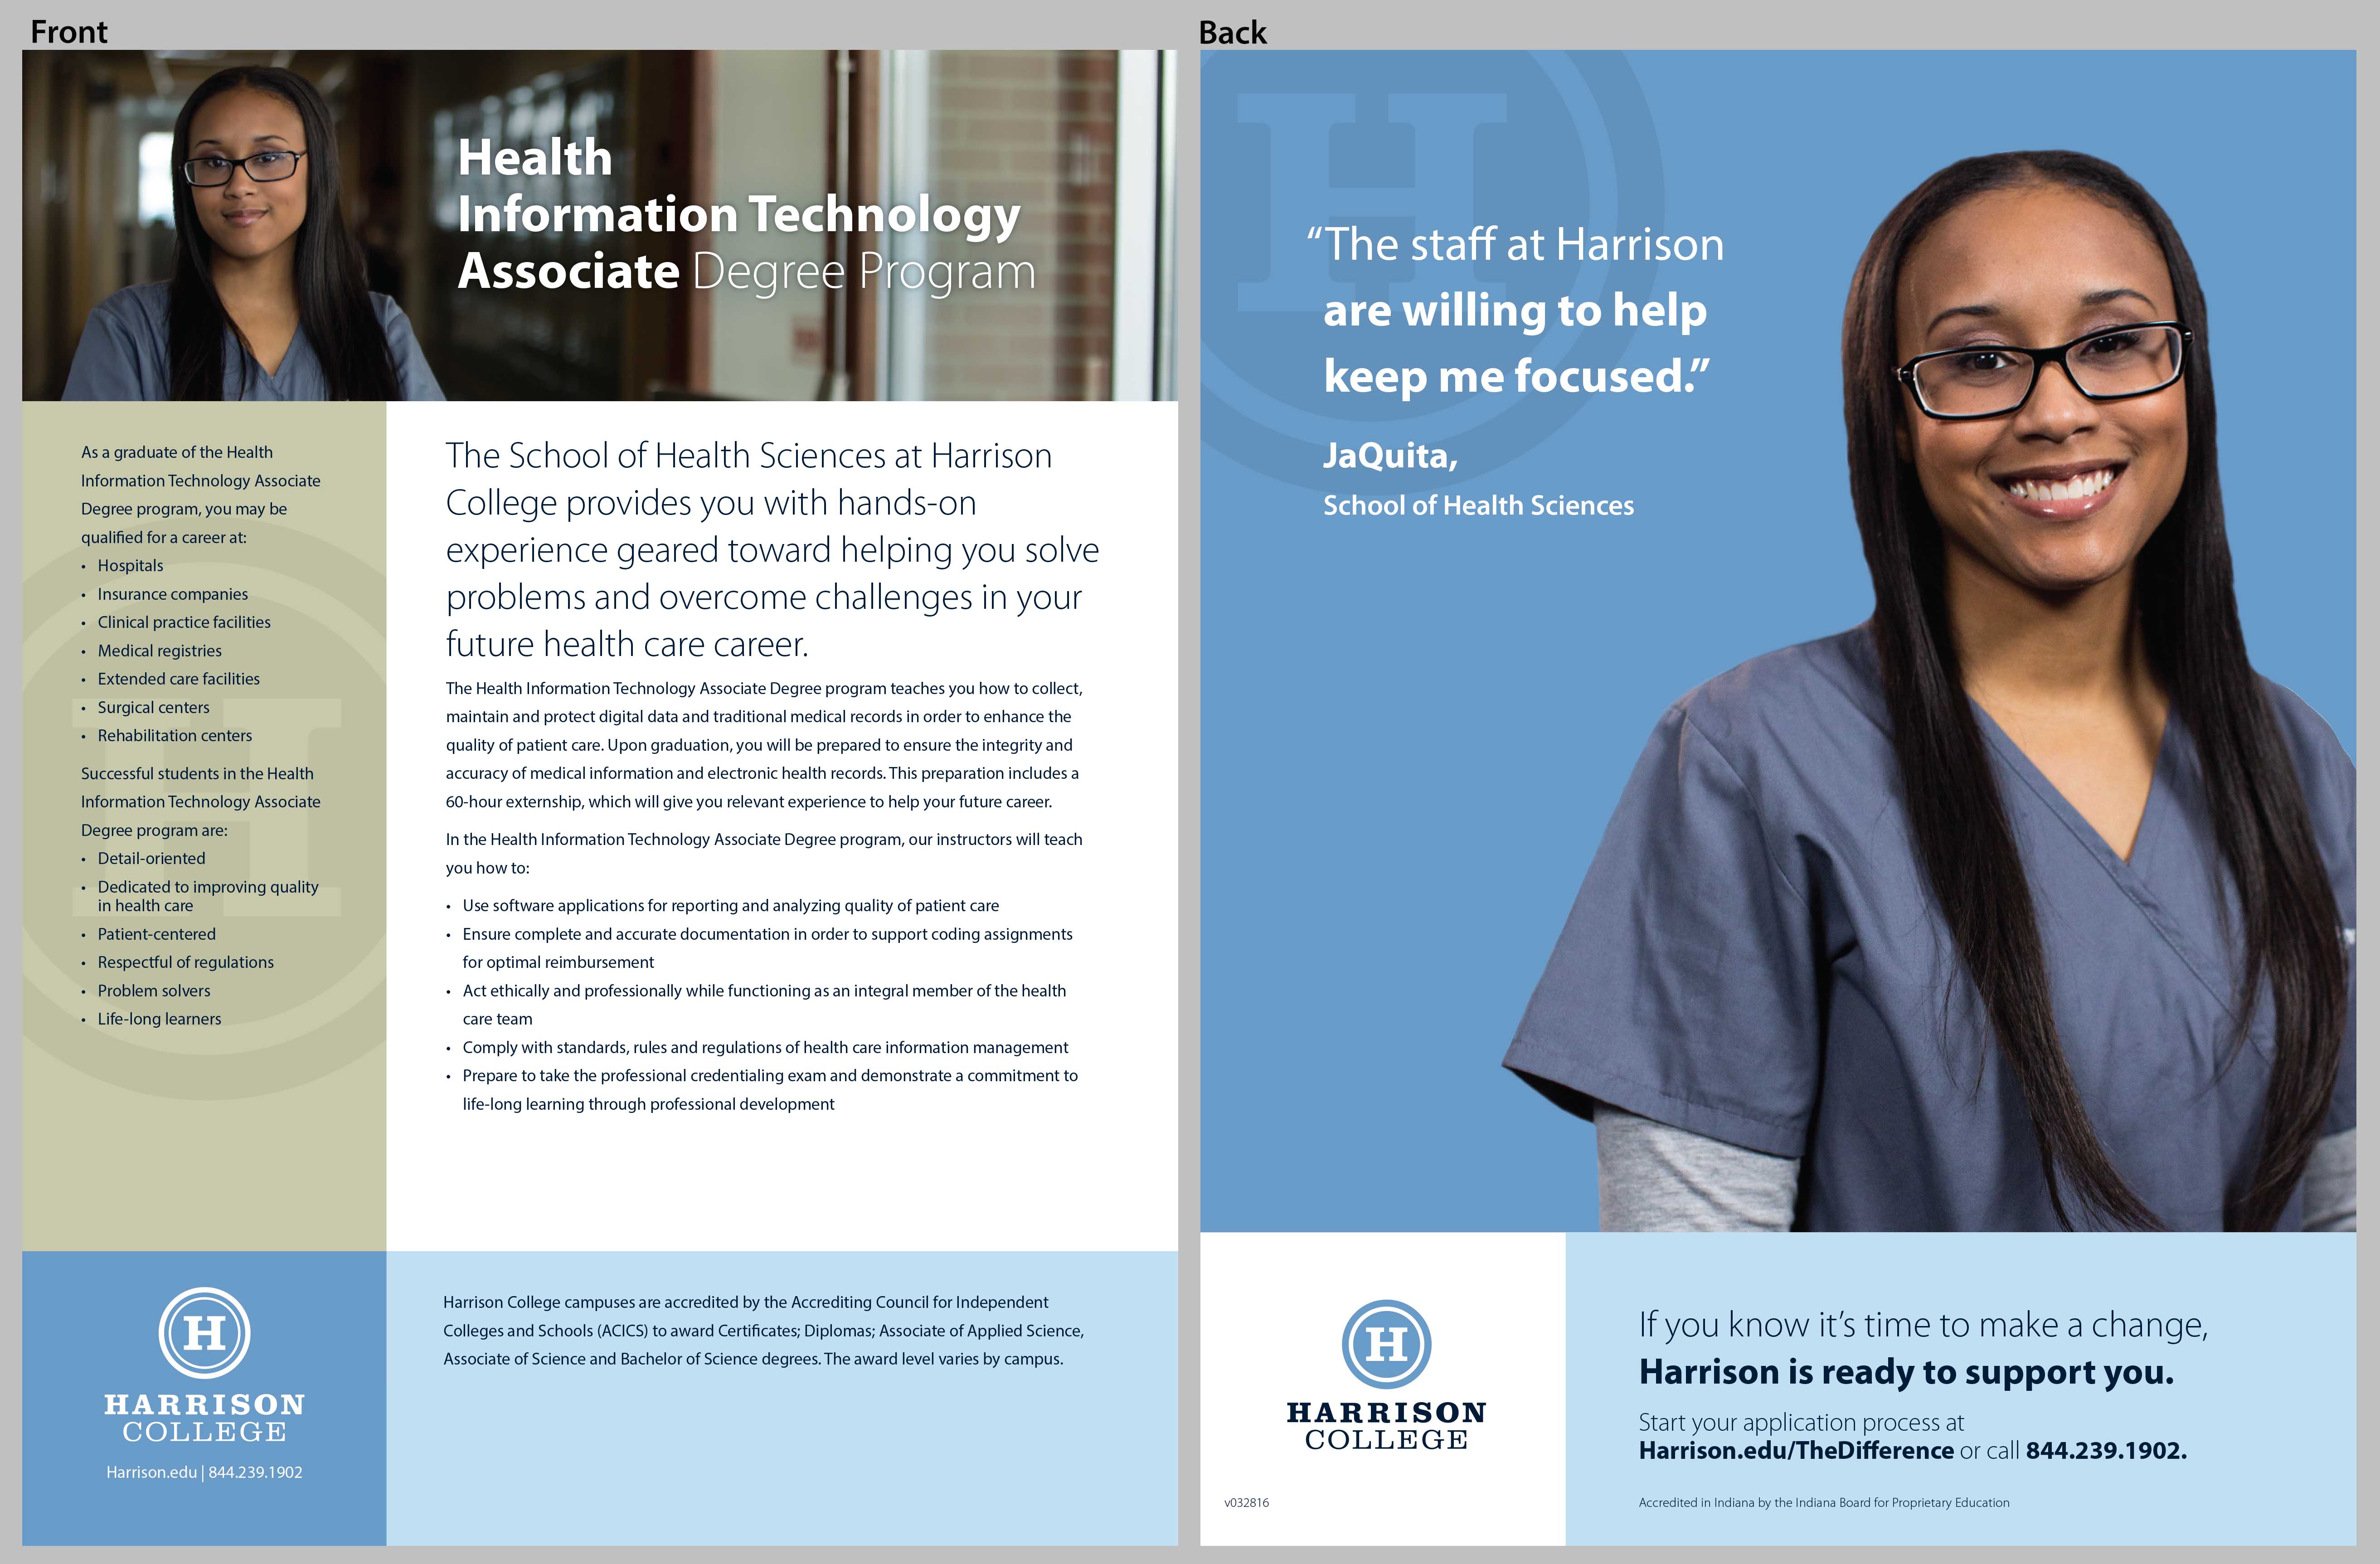 Front
Health
Information Technology
Associate Degree Program
As a graduate of the Health
Information Technology Associate
Degree program, you may be
qualified for a career at:
• Hospitals
• Insurance companies
• Clinical practice facilities
• Medical registries
• Extended care facilities
• Surgical centers
• Rehabilitation centers
Successful students in the Health
Information Technology Associate
Degree program are:
• Detail-oriented
• Dedicated to improving quality
in health care
• Patient-centered
• Respectful of regulations
• Problem solvers
• Life-long learners
The School of Health Sciences at Harrison
College provides you with hands-on
experience geared toward helping you solve
problems and overcome challenges in your
future health care career.
The Health Information Technology Associate Degree program teaches you how to collect,
maintain and protect digital data and traditional medical records in order to enhance the
quality of patient care. Upon graduation, you will be prepared to ensure the integrity and
accuracy of medical information and electronic health records. This preparation includes a
60-hour externship, which will give you relevant experience to help your future career.
In the Health Information Technology Associate Degree program, our instructors will teach
you how to:
• Use software applications for reporting and analyzing quality of patient care
• Ensure complete and accurate documentation in order to support coding assignments
for optimal reimbursement
• Act ethically and professionally while functioning as an integral member of the health
care team
• Comply with standards, rules and regulations of health care information management
• Prepare to take the professional credentialing exam and demonstrate a commitment to
life-long learning through professional development
H
H
HARRISON
COLLEGE
Harrison.edu | 844.239.1902
Harrison College campuses are accredited by the Accrediting Council for Independent
Colleges and Schools (ACICS) to award Certificates; Diplomas; Associate of Applied Science,
Associate of Science and Bachelor of Science degrees. The award level varies by campus.
Back
H
“The staff at Harrison
are willing to help
keep me focused.”
JaQuita,
School of Health Sciences
H
HARRISON
COLLEGE
v032816
If you know it’s time to make a change,
Harrison is ready to support you.
Start your application process at
Harrison.edu/TheDifference or call 844.239.1902.
Accredited in Indiana by the Indiana Board for Proprietary Education